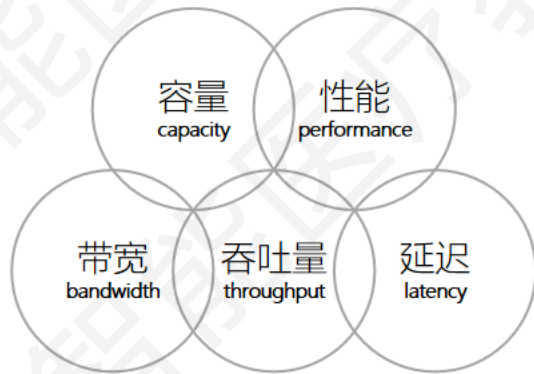 容量
capacity
性能
performance
带宽
bandwidth
吞吐量
throughput
延迟
latency